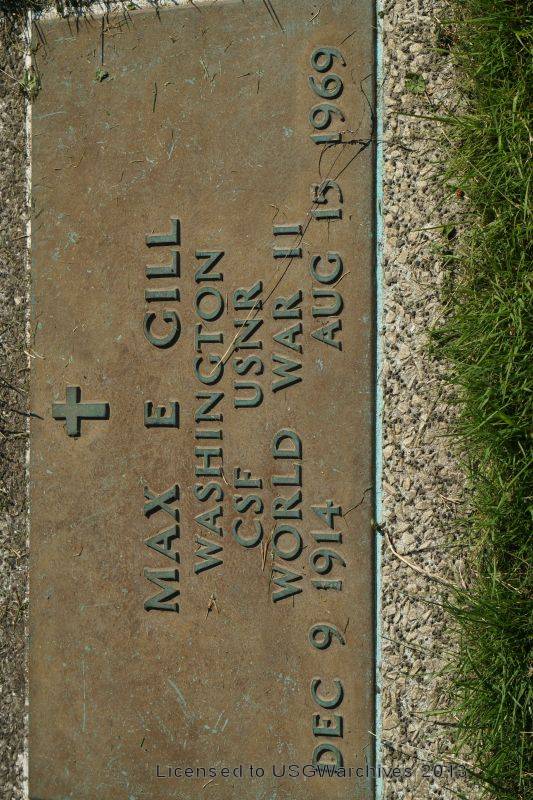 MAX E GILL
WASHINGTON
CSF USNR
WORLD WAR II
DEC 9 1914 AUG 15 1969
Licensed to USGWarchives 2013